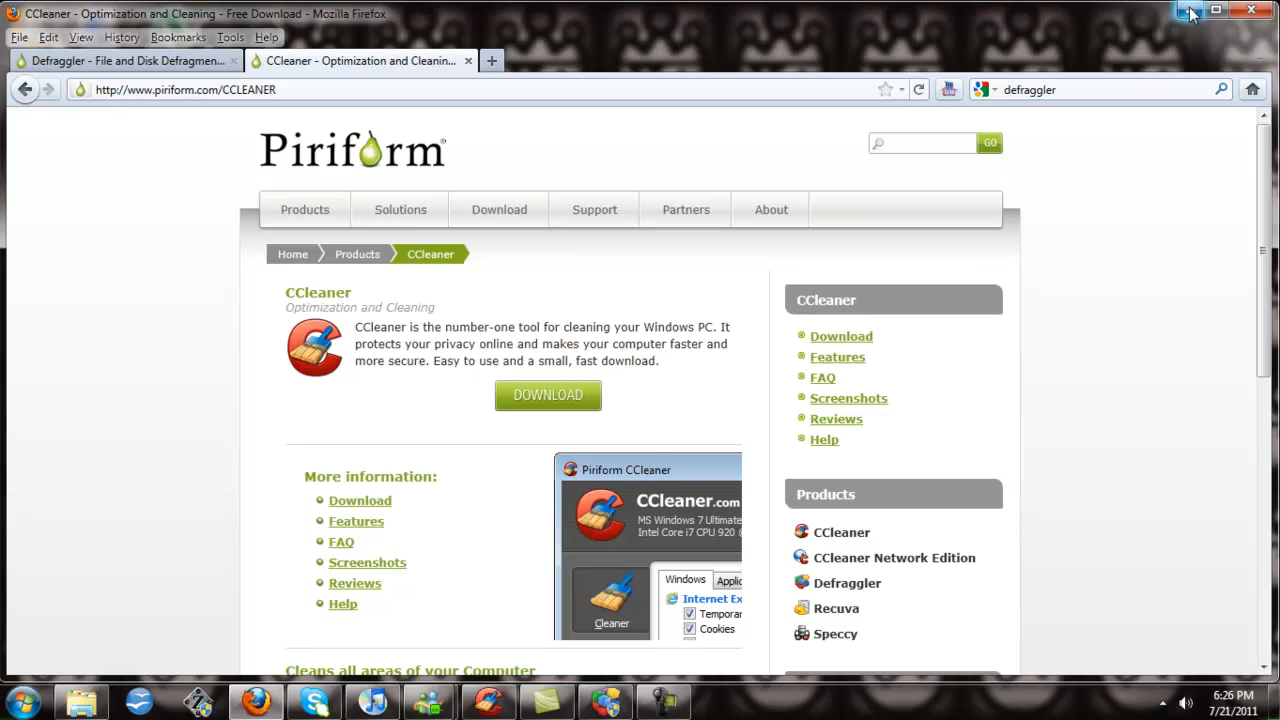 CCleaner - Optimization and Cleaning - Free Download - Mozilla Firefox
File Edit View History Bookmarks Tools Help
Defraggler - File and Disk Defragmen... CCleaner - Optimization and Cleanin...
http://www.piriform.com/CCLEANER defraggler
Piriform
GO
Products Solutions Download Support Partners About
Home Products CCleaner
CCleaner
Optimization and Cleaning
CCleaner is the number-one tool for cleaning your Windows PC. It
protects your privacy online and makes your computer faster and
more secure. Easy to use and a small, fast download.
DOWNLOAD
More information:
Download
Features
FAQ
Screenshots
Reviews
Help
Piriform CCleaner
CCleaner.com
MS Windows 7 Ultimate
Intel Core i7 CPU 920 @
Cleaner
Windows Applic
Internet Ex
Tempora
Cookies
Cleans all areas of your Computer
CCleaner
Download
Features
FAQ
Screenshots
Reviews
Help
Products
CCleaner
CCleaner Network Edition
Defraggler
Recuva
Speccy
6:26 PM
7/21/2011